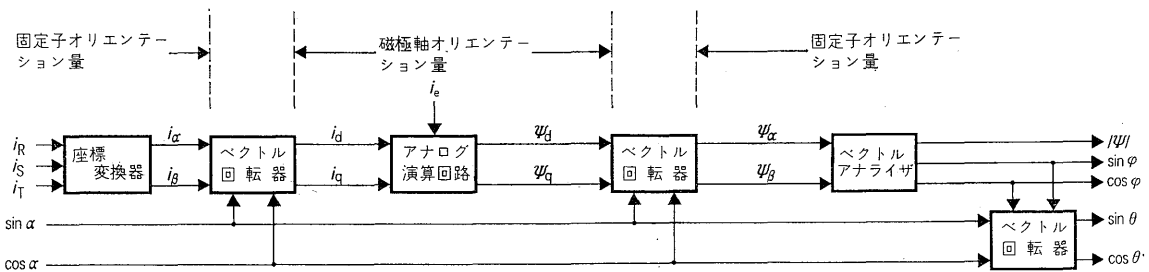 固定子オリエンテー
ション量
磁極軸オリエンテー
ション量
固定子オリエンテー
ション量
ie
iR
iS
iT
座標
変換器
iα
iβ
ベクトル
回転器
id
iq
アナログ
演算回路
Ψd
Ψq
ベクトル
回転器
Ψα
Ψβ
ベクトル
アナライザ
|Ψ|
sin φ
cos φ
sin α
cos α
ベクトル
回転器
sin θ
cos θ